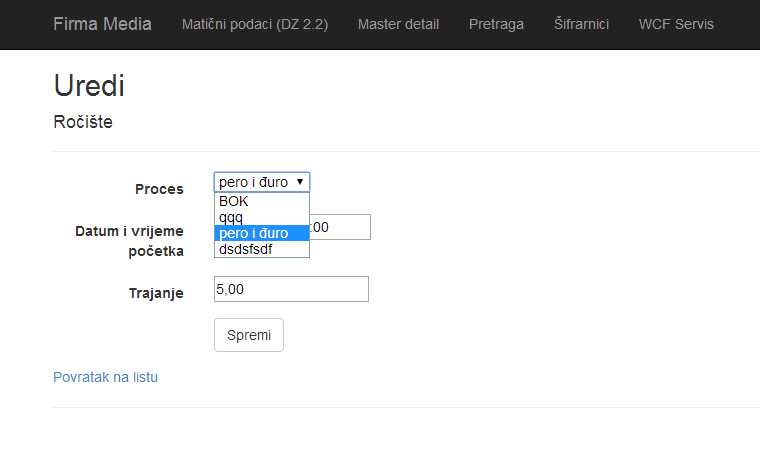 Firma Media Matični podaci (DZ 2.2) Master detail Pretraga Šifrarnici WCF Servis
Uredi
Ročište
Proces pero i đuro
BOK
qqq
Datum i vrijeme :00
pero i đuro
početka dsdsfsdf
Trajanje 5,00
Spremi
Povratak na listu